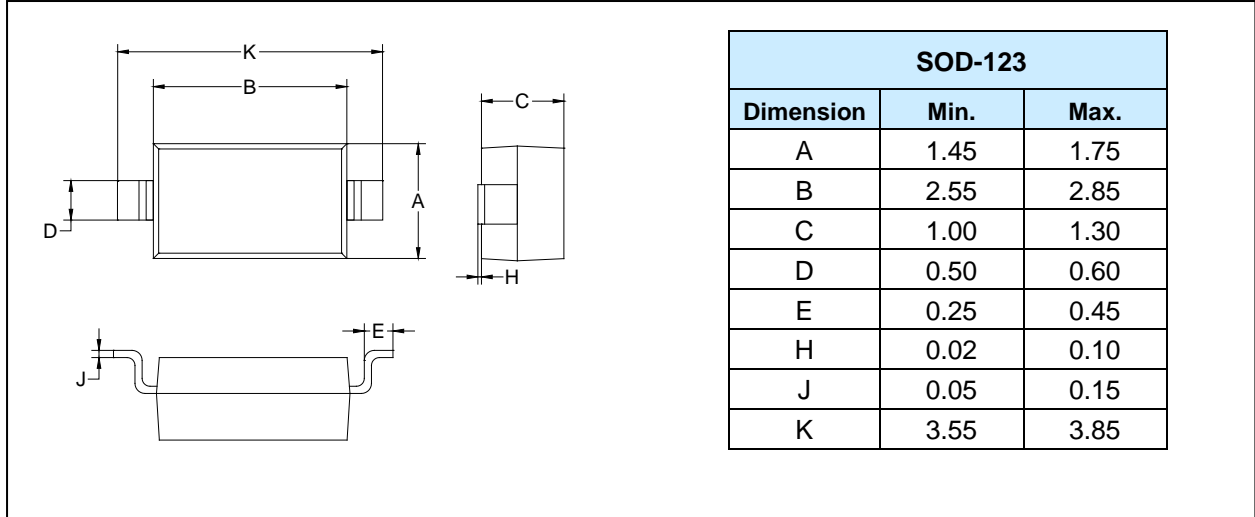 K
B
C
A
D
H
E
J
SOD-123
Dimension Min. Max.
A 1.45 1.75
B 2.55 2.85
C 1.00 1.30
D 0.50 0.60
E 0.25 0.45
H 0.02 0.10
J 0.05 0.15
K 3.55 3.85